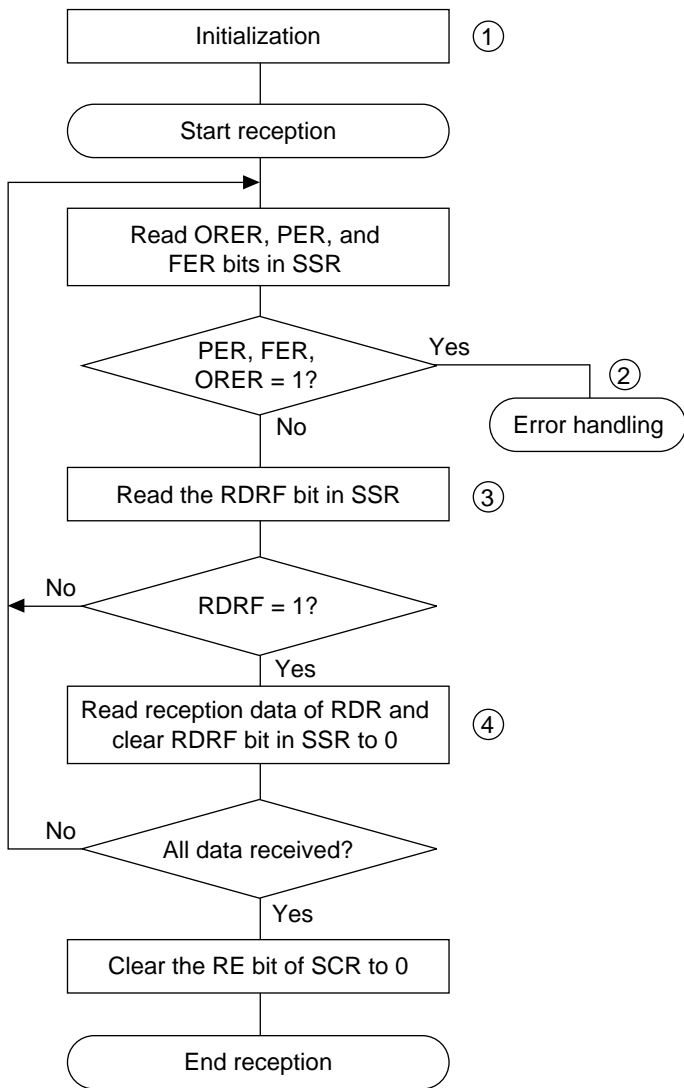 Initialization
1
Start reception
Read ORER, PER, and
FER bits in SSR
PER, FER,
ORER = 1?
Yes
2
Error handling
No
Read the RDRF bit in SSR
3
No
RDRF = 1?
Yes
Read reception data of RDR and
clear RDRF bit in SSR to 0
4
No
All data received?
Yes
Clear the RE bit of SCR to 0
End reception